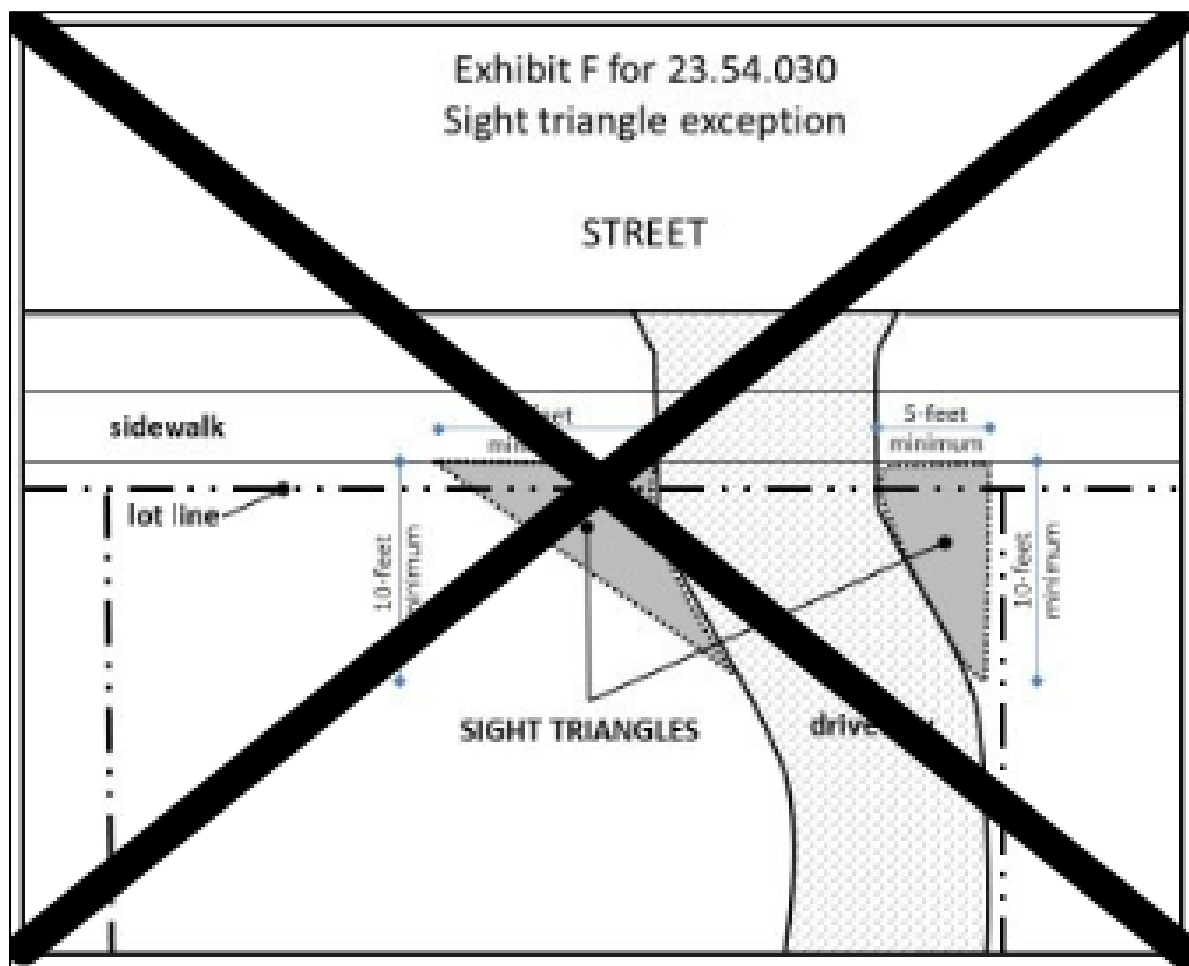 Exhibit F for 23.54.030
Sight triangle exception
STREET
sidewalk
5-feet
minimum
lot line
10-feet
minimum
10-feet
minimum
SIGHT TRIANGLES